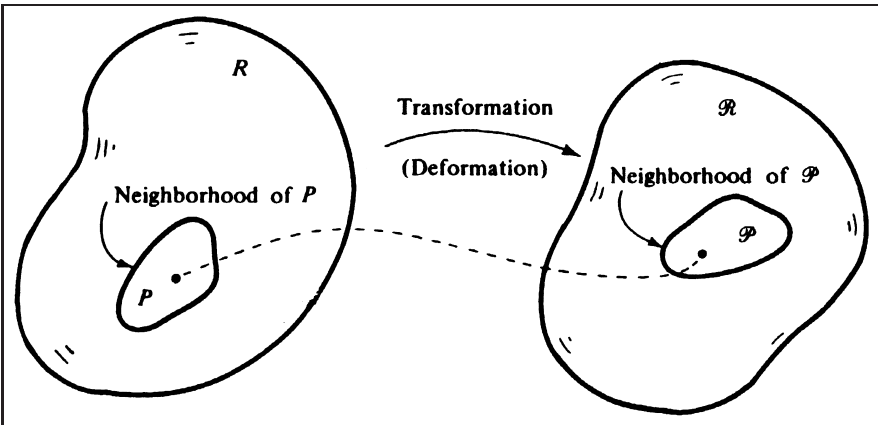 R
Transformation
(Deformation)
ℛ
Neighborhood of P
Neighborhood of 𝒫
P
𝒫